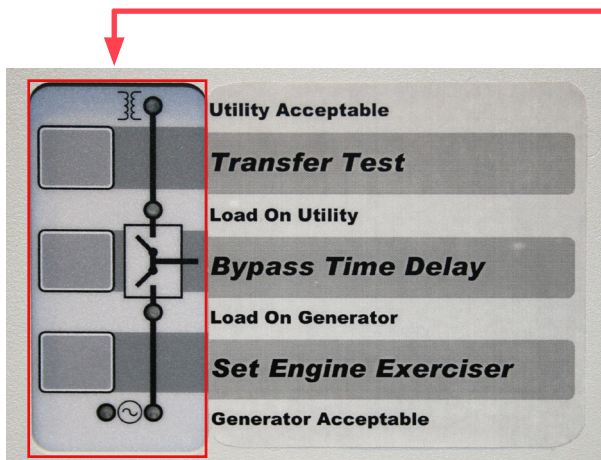 Utility Acceptable
Transfer Test
Load On Utility
Bypass Time Delay
Load On Generator
Set Engine Exerciser
Generator Acceptable